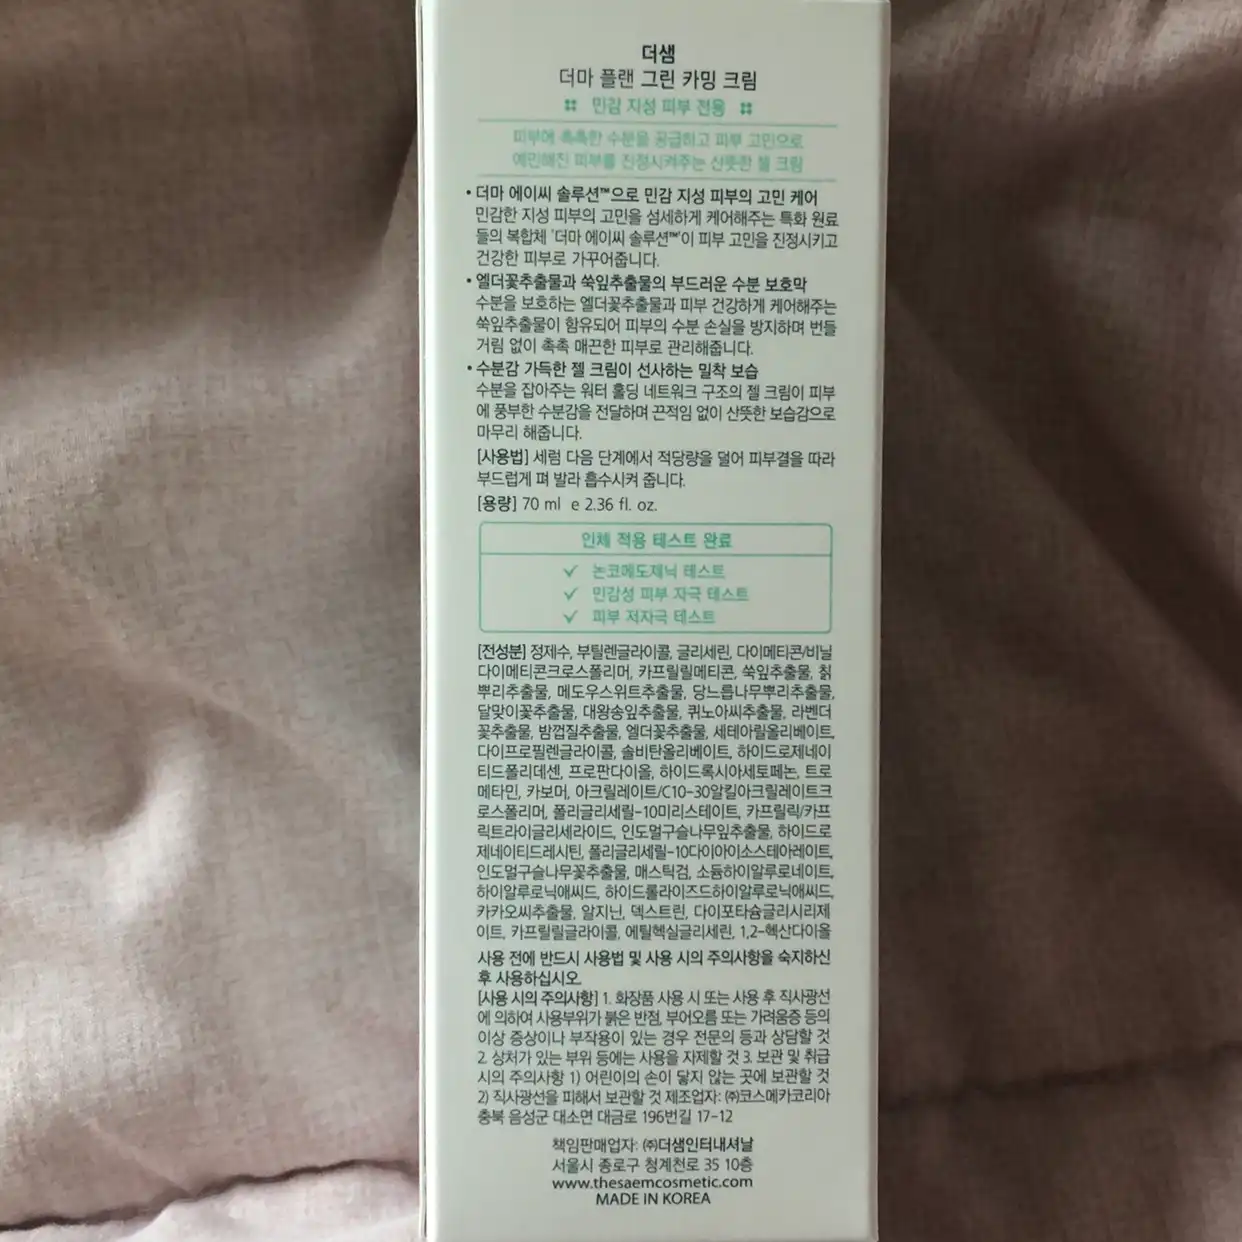 더샘
더마 플랜 그린 카밍 크림
민감 지성 피부 전용
피부에 촉촉한 수분을 공급하고 피부 고민으로
예민해진 피부를 진정시켜주는 산뜻한 젤 크림
• 더마 에이씨 솔루션™으로 민감 지성 피부의 고민 케어
민감한 지성 피부의 고민을 섬세하게 케어해주는 특화 원료
들의 복합체 '더마 에이씨 솔루션™'이 피부 고민을 진정시키고
건강한 피부로 가꾸어줍니다.
• 엘더꽃추출물과 쑥잎추출물의 부드러운 수분 보호막
수분을 보호하는 엘더꽃추출물과 피부 건강하게 케어해주는
쑥잎추출물이 함유되어 피부의 수분 손실을 방지하며 번들
거림 없이 촉촉 매끈한 피부로 관리해줍니다.
• 수분감 가득한 젤 크림이 선사하는 밀착 보습
수분을 잡아주는 워터 홀딩 네트워크 구조의 젤 크림이 피부
에 풍부한 수분감을 전달하며 끈적임 없이 산뜻한 보습감으로
마무리 해줍니다.
[사용법] 세럼 다음 단계에서 적당량을 덜어 피부결을 따라
부드럽게 펴 발라 흡수시켜 줍니다.
[용량] 70 ml e 2.36 fl. oz.
인체 적용 테스트 완료
✓ 논코메도제닉 테스트
✓ 민감성 피부 자극 테스트
✓ 피부 저자극 테스트
[전성분] 정제수, 부틸렌글라이콜, 글리세린, 다이메티콘/비닐
다이메티콘크로스폴리머, 카프릴릴메티콘, 쑥잎추출물, 칡
뿌리추출물, 메도우스위트추출물, 당느릅나무뿌리추출물,
달맞이꽃추출물, 대왕송잎추출물, 퀴노아씨추출물, 라벤더
꽃추출물, 밤껍질추출물, 엘더꽃추출물, 세테아릴올리베이트,
다이프로필렌글라이콜, 솔비탄올리베이트, 하이드로제네이
티드폴리데센, 프로판다이올, 하이드록시아세토페논, 트로
메타민, 카보머, 아크릴레이트/C10-30알킬아크릴레이트크
로스폴리머, 폴리글리세릴-10미리스테이트, 카프릴릭/카프
릭트라이글리세라이드, 인도멀구슬나무잎추출물, 하이드로
제네이티드레시틴, 폴리글리세릴-10다이아이소스테아레이트,
인도멀구슬나무꽃추출물, 매스틱검, 소듐하이알루로네이트,
하이알루로닉애씨드, 하이드롤라이즈드하이알루로닉애씨드,
카카오씨추출물, 알지닌, 덱스트린, 다이포타슘글리시리제
이트, 카프릴릴글라이콜, 에틸헥실글리세린, 1,2-헥산다이올
사용 전에 반드시 사용법 및 사용 시의 주의사항을 숙지하신
후 사용하십시오.
[사용 시의 주의사항] 1. 화장품 사용 시 또는 사용 후 직사광선
에 의하여 사용부위가 붉은 반점, 부어오름 또는 가려움증 등의
이상 증상이나 부작용이 있는 경우 전문의 등과 상담할 것
2. 상처가 있는 부위 등에는 사용을 자제할 것 3. 보관 및 취급
시의 주의사항 1) 어린이의 손이 닿지 않는 곳에 보관할 것
2) 직사광선을 피해서 보관할 것 제조업자: ㈜코스메카코리아
충북 음성군 대소면 대금로 196번길 17-12
책임판매업자: ㈜더샘인터내셔날
서울시 종로구 청계천로 35 10층
www.thesaemcosmetic.com
MADE IN KOREA